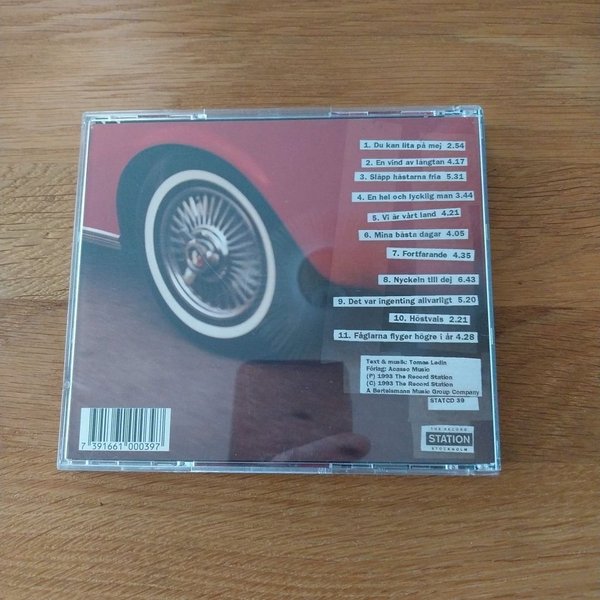 1. Du kan lita på mej 2.54
2. En vind av längtan 4.17
3. Släpp hästarna fria 5.31
4. En hel och lycklig man 3.44
5. Vi är vårt land 4.21
6. Mina bästa dagar 4.05
7. Fortfarande 4.35
8. Nyckeln till dej 6.43
9. Det var ingenting allvarligt 5.20
10. Höstvals 2.21
11. Fåglarna flyger högre i år 4.28
Text & musik: Tomas Ledin
Förlag: Acasso Music
(P) 1993 The Record Station
(C) 1993 The Record Station
A Bertelsmann Music Group Company
STATCD 39
7 391661 000397
THE RECORD
STATION
STOCKHOLM